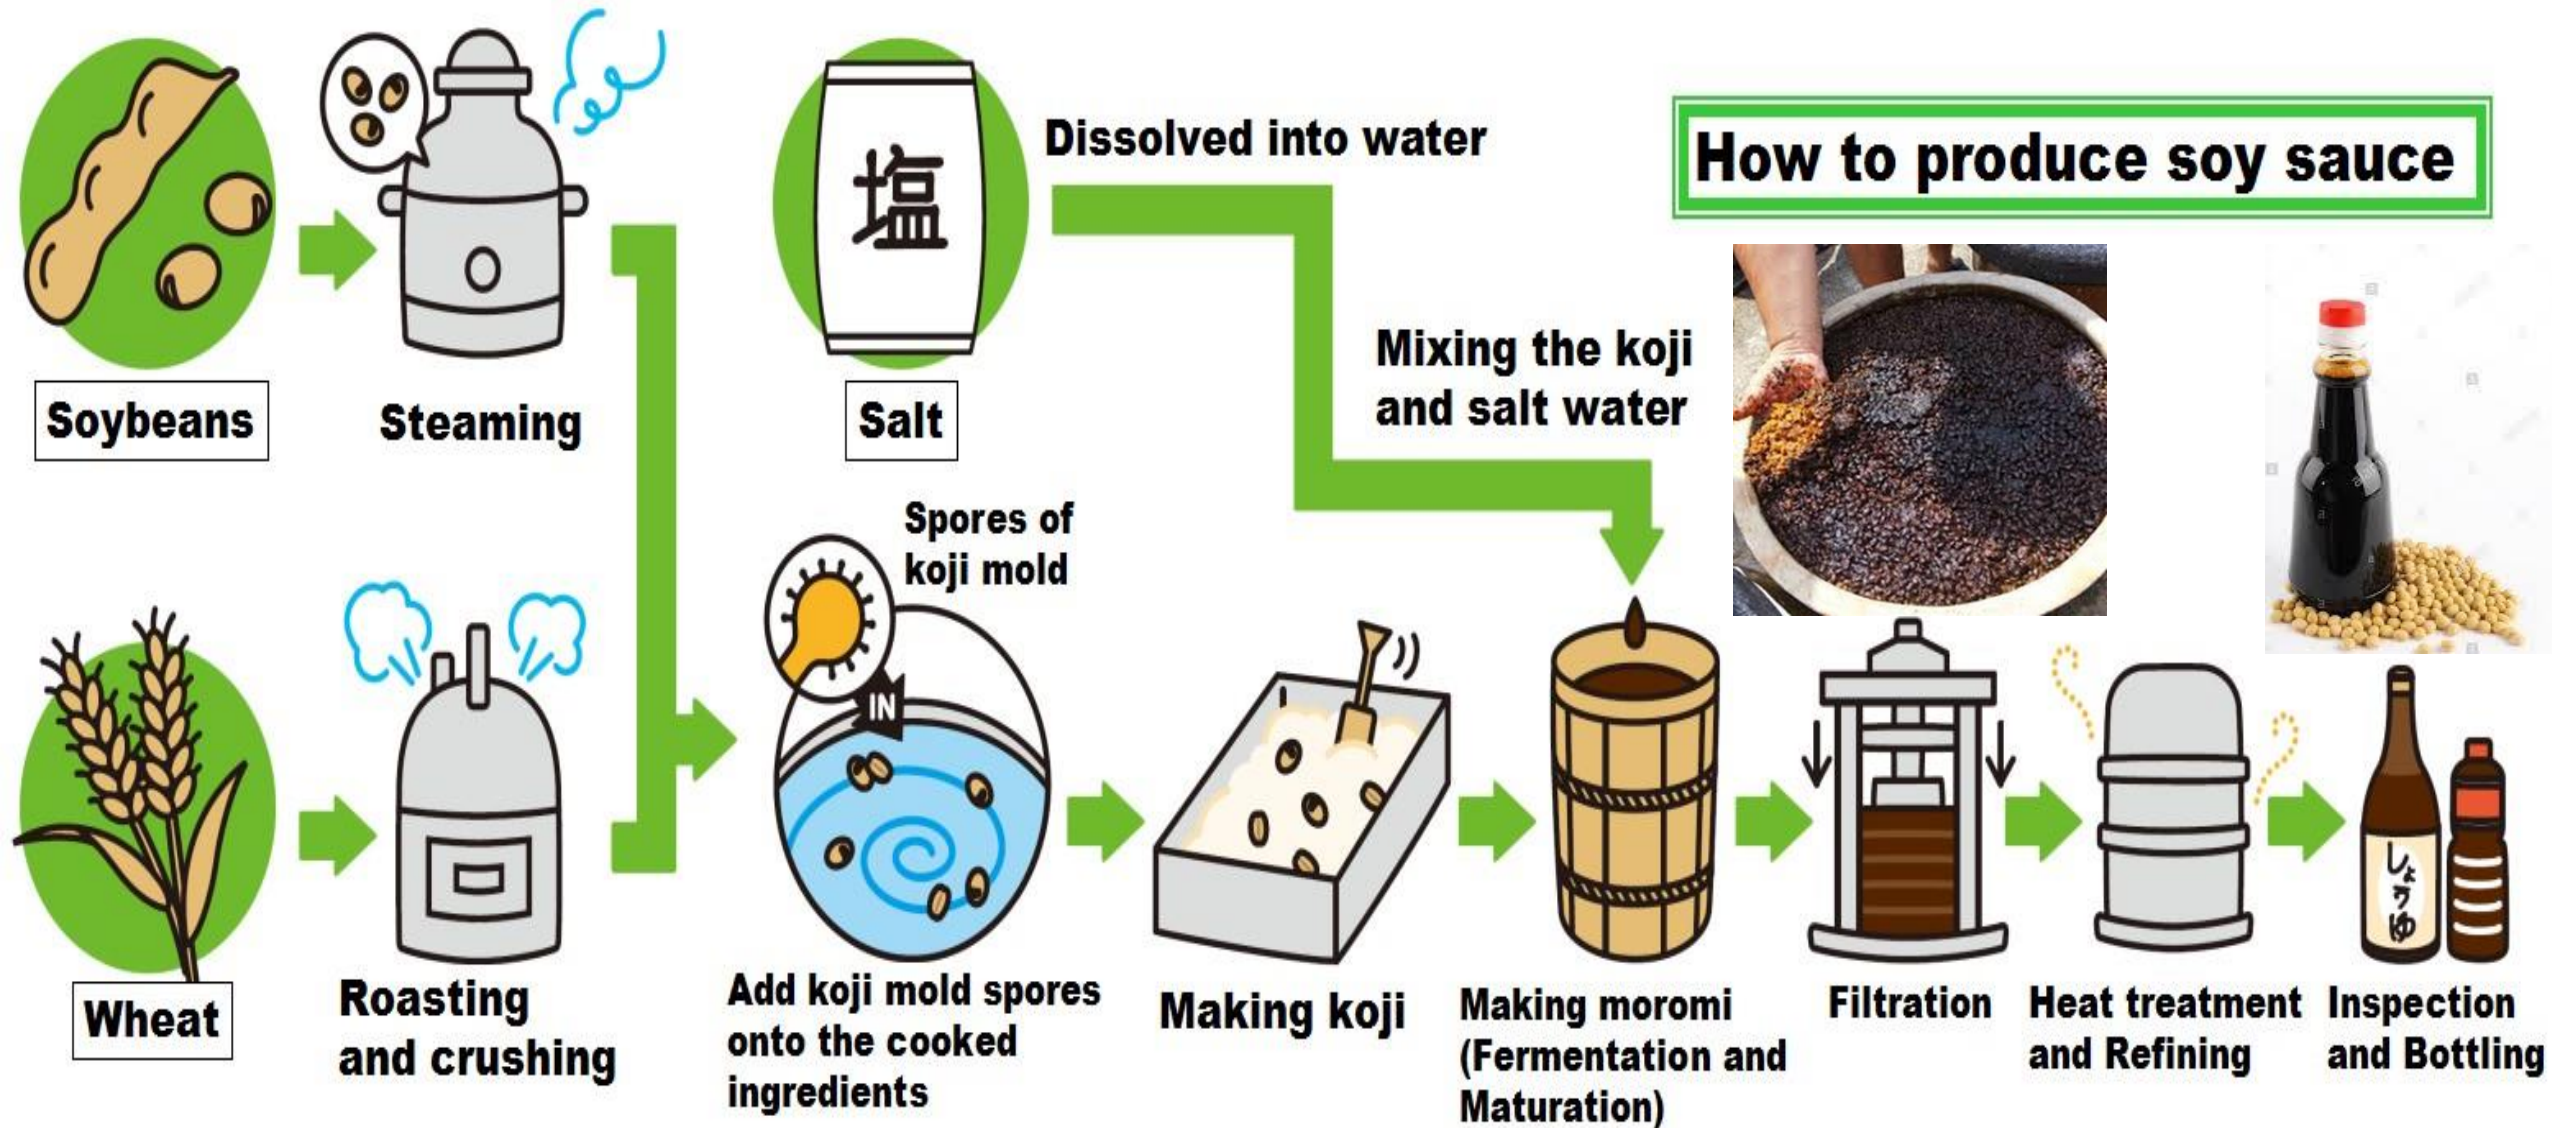 How to produce soy sauce
Soybeans
Steaming
塩
Salt
Dissolved into water
Mixing the koji
and salt water
Wheat
Roasting
and crushing
Spores of
koji mold
IN
Add koji mold spores
onto the cooked
ingredients
Making koji
Making moromi
(Fermentation and
Maturation)
Filtration
Heat treatment
and Refining
しょうゆ
Inspection
and Bottling